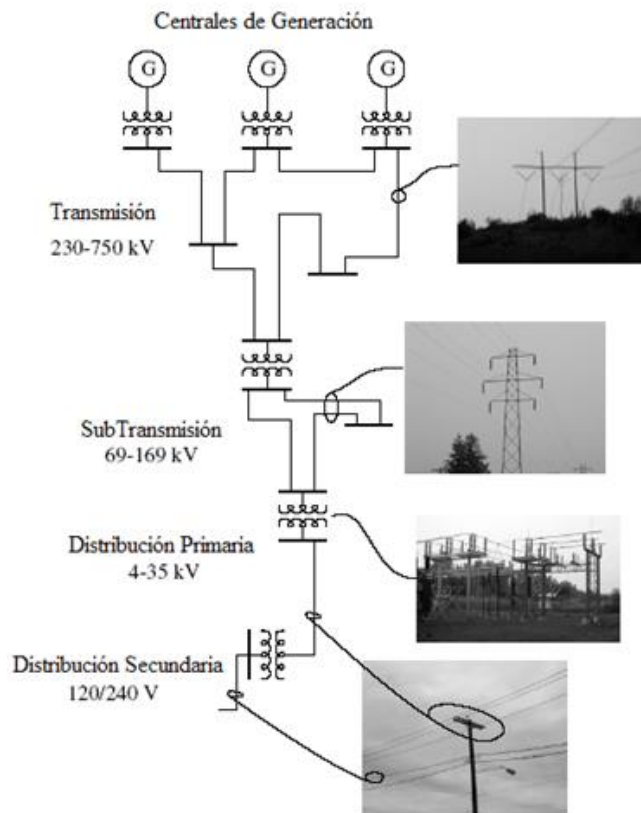 Centrales de Generación
G
G
G
Transmisión
230-750 kV
SubTransmisión
69-169 kV
Distribución Primaria
4-35 kV
Distribución Secundaria
120/240 V